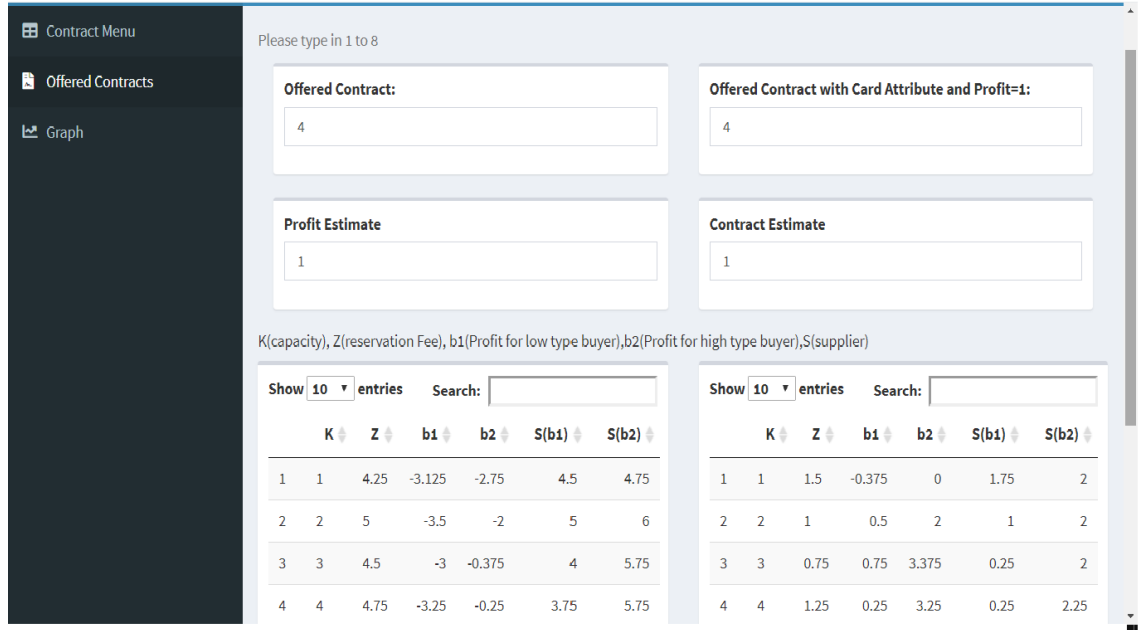 Contract Menu
Offered Contracts
Graph
Please type in 1 to 8
Offered Contract:
4
Offered Contract with Card Attribute and Profit=1:
4
Profit Estimate
1
Contract Estimate
1
K(capacity), Z(reservation Fee), b1(Profit for low type buyer),b2(Profit for high type buyer),S(supplier)
Show 10 entries Search:
K Z b1 b2 S(b1) S(b2)
1 1 4.25 -3.125 -2.75 4.5 4.75
2 2 5 -3.5 -2 5 6
3 3 4.5 -3 -0.375 4 5.75
4 4 4.75 -3.25 -0.25 3.75 5.75
Show 10 entries Search:
K Z b1 b2 S(b1) S(b2)
1 1 1.5 -0.375 0 1.75 2
2 2 1 0.5 2 1 2
3 3 0.75 0.75 3.375 0.25 2
4 4 1.25 0.25 3.25 0.25 2.25